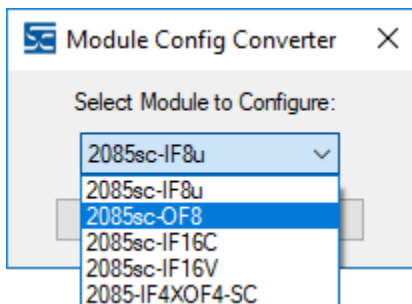 SC Module Config Converter
Select Module to Configure:
2085sc-IF8u
2085sc-IF8u
2085sc-OF8
2085sc-IF16C
2085sc-IF16V
2085-IF4XOF4-SC